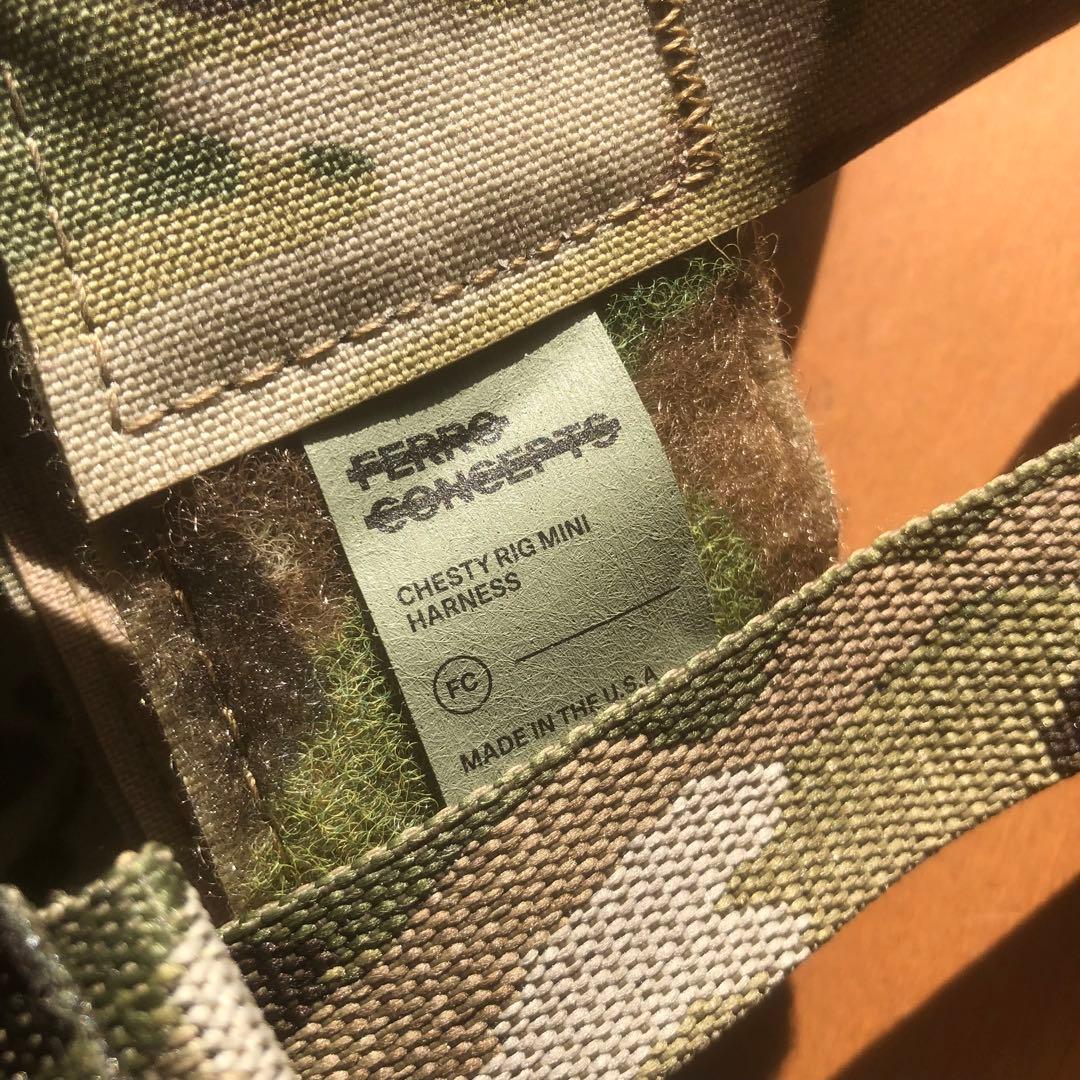 FERRO
CONCEPTS
CHESTY RIG MINI
HARNESS
FC
MADE IN THE U.S.A